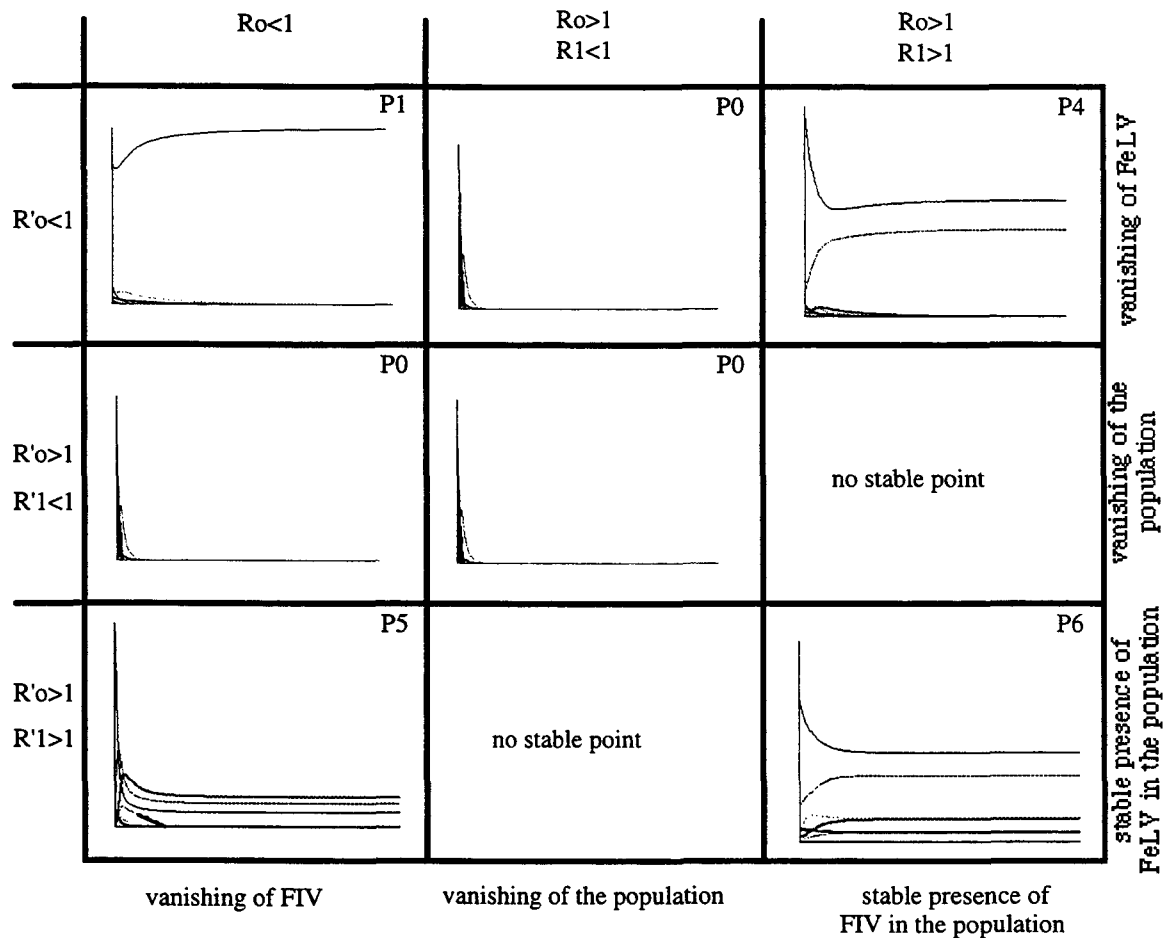 Ro<1
Ro>1
R1<1
Ro>1
R1>1
R'o<1
P1
P0
P4
vanishing of FeLV
R'o>1
R'1<1
P0
P0
no stable point
vanishing of the
population
R'o>1
R'1>1
P5
no stable point
P6
stable presence of
FeLV in the population
vanishing of FIV
vanishing of the population
stable presence of
FIV in the population